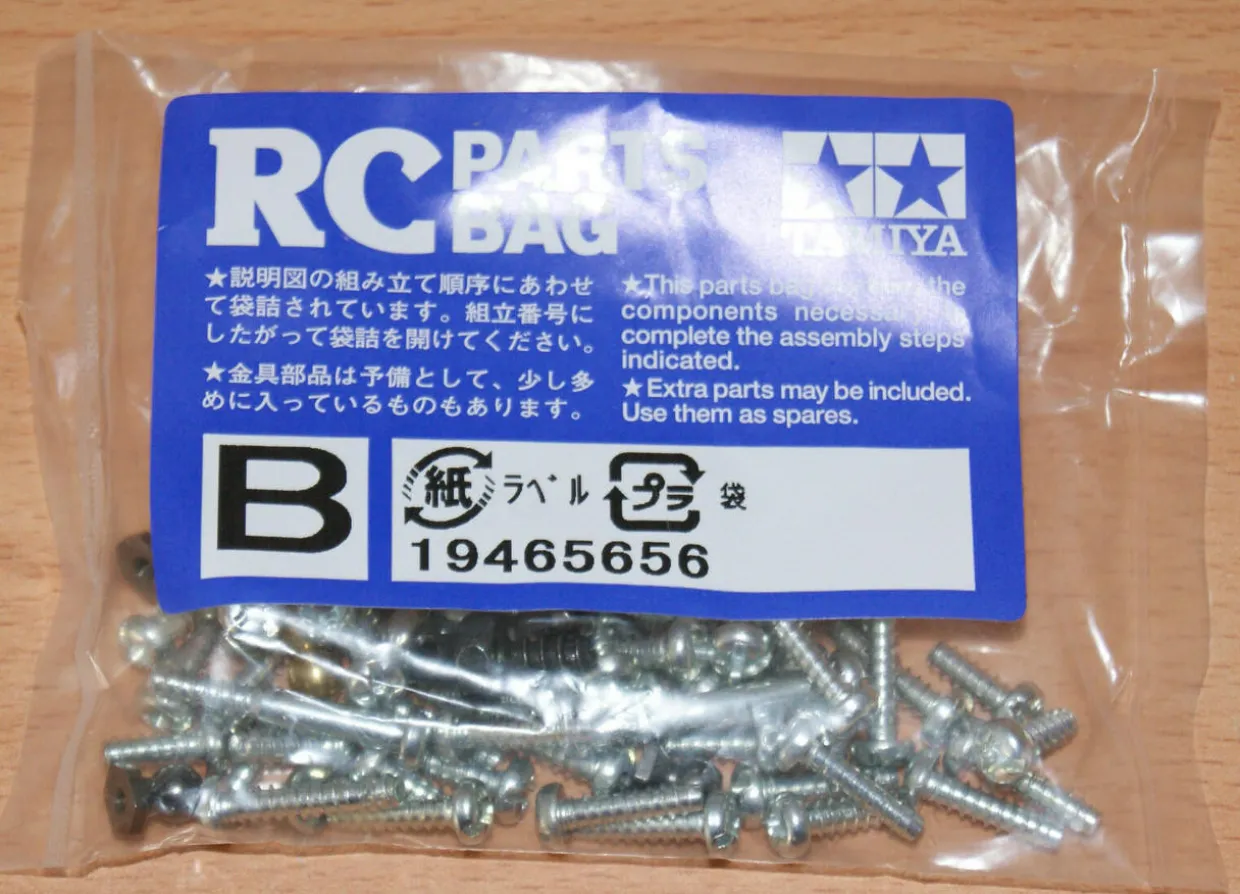 RC PARTS
BAG
TAMIYA
★説明図の組み立て順序にあわせ
て袋詰されています。組立番号に
したがって袋詰を開けてください。
★金具部品は予備として、少し多
めに入っているものもあります。
★This parts bag the
components necessary
complete the assembly steps
indicated.
★Extra parts may be included.
Use them as spares.
B
紙 ラベル プラ 袋
19465656